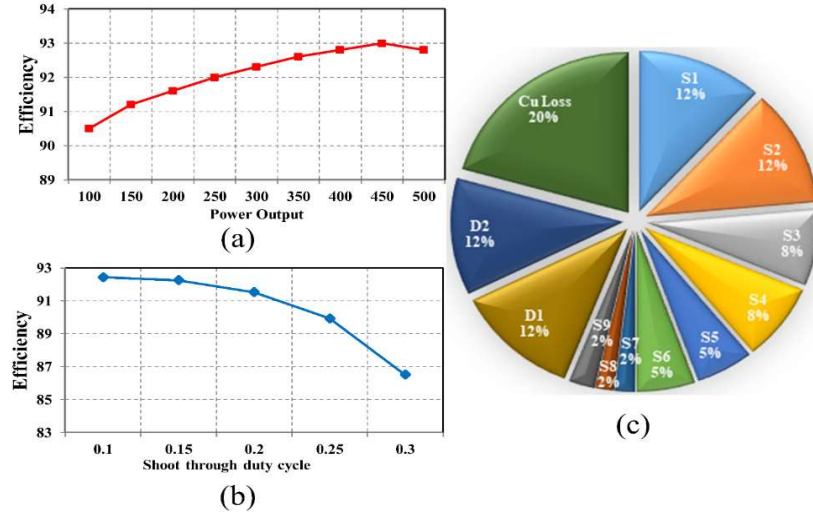 93
92
91
90
89
Efficiency
100 150 200 250 300 350 400 450 500
Power Output
(a)
93
91
89
87
85
83
Efficiency
0.1 0.15 0.2 0.25 0.3
Shoot through duty cycle
(b)
Cu Loss
20%
S1
12%
S2
12%
S3
8%
S4
8%
S5
5%
S6
5%
S7
2%
S8
2%
S9
2%
D1
12%
D2
12%
(c)